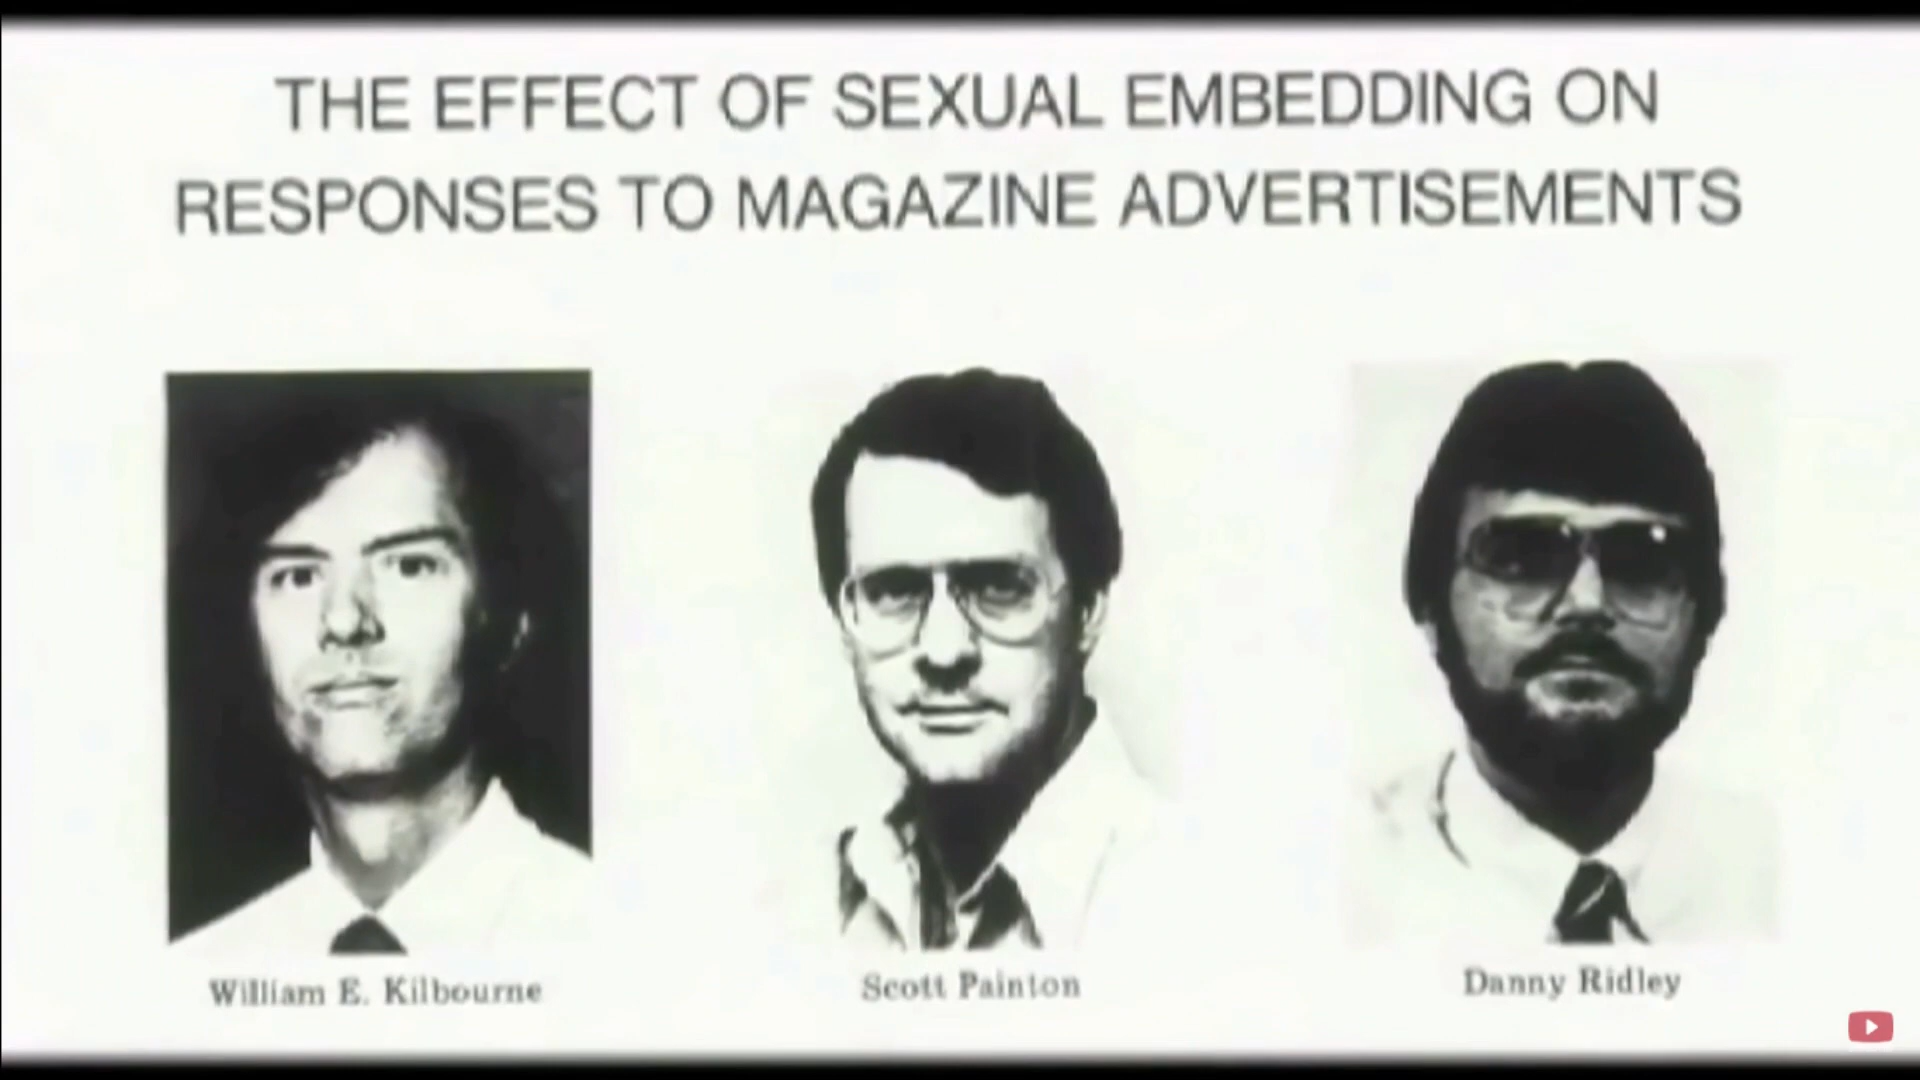 THE EFFECT OF SEXUAL EMBEDDING ON
RESPONSES TO MAGAZINE ADVERTISEMENTS
William E. Kilbourne
Scott Painton
Danny Ridley